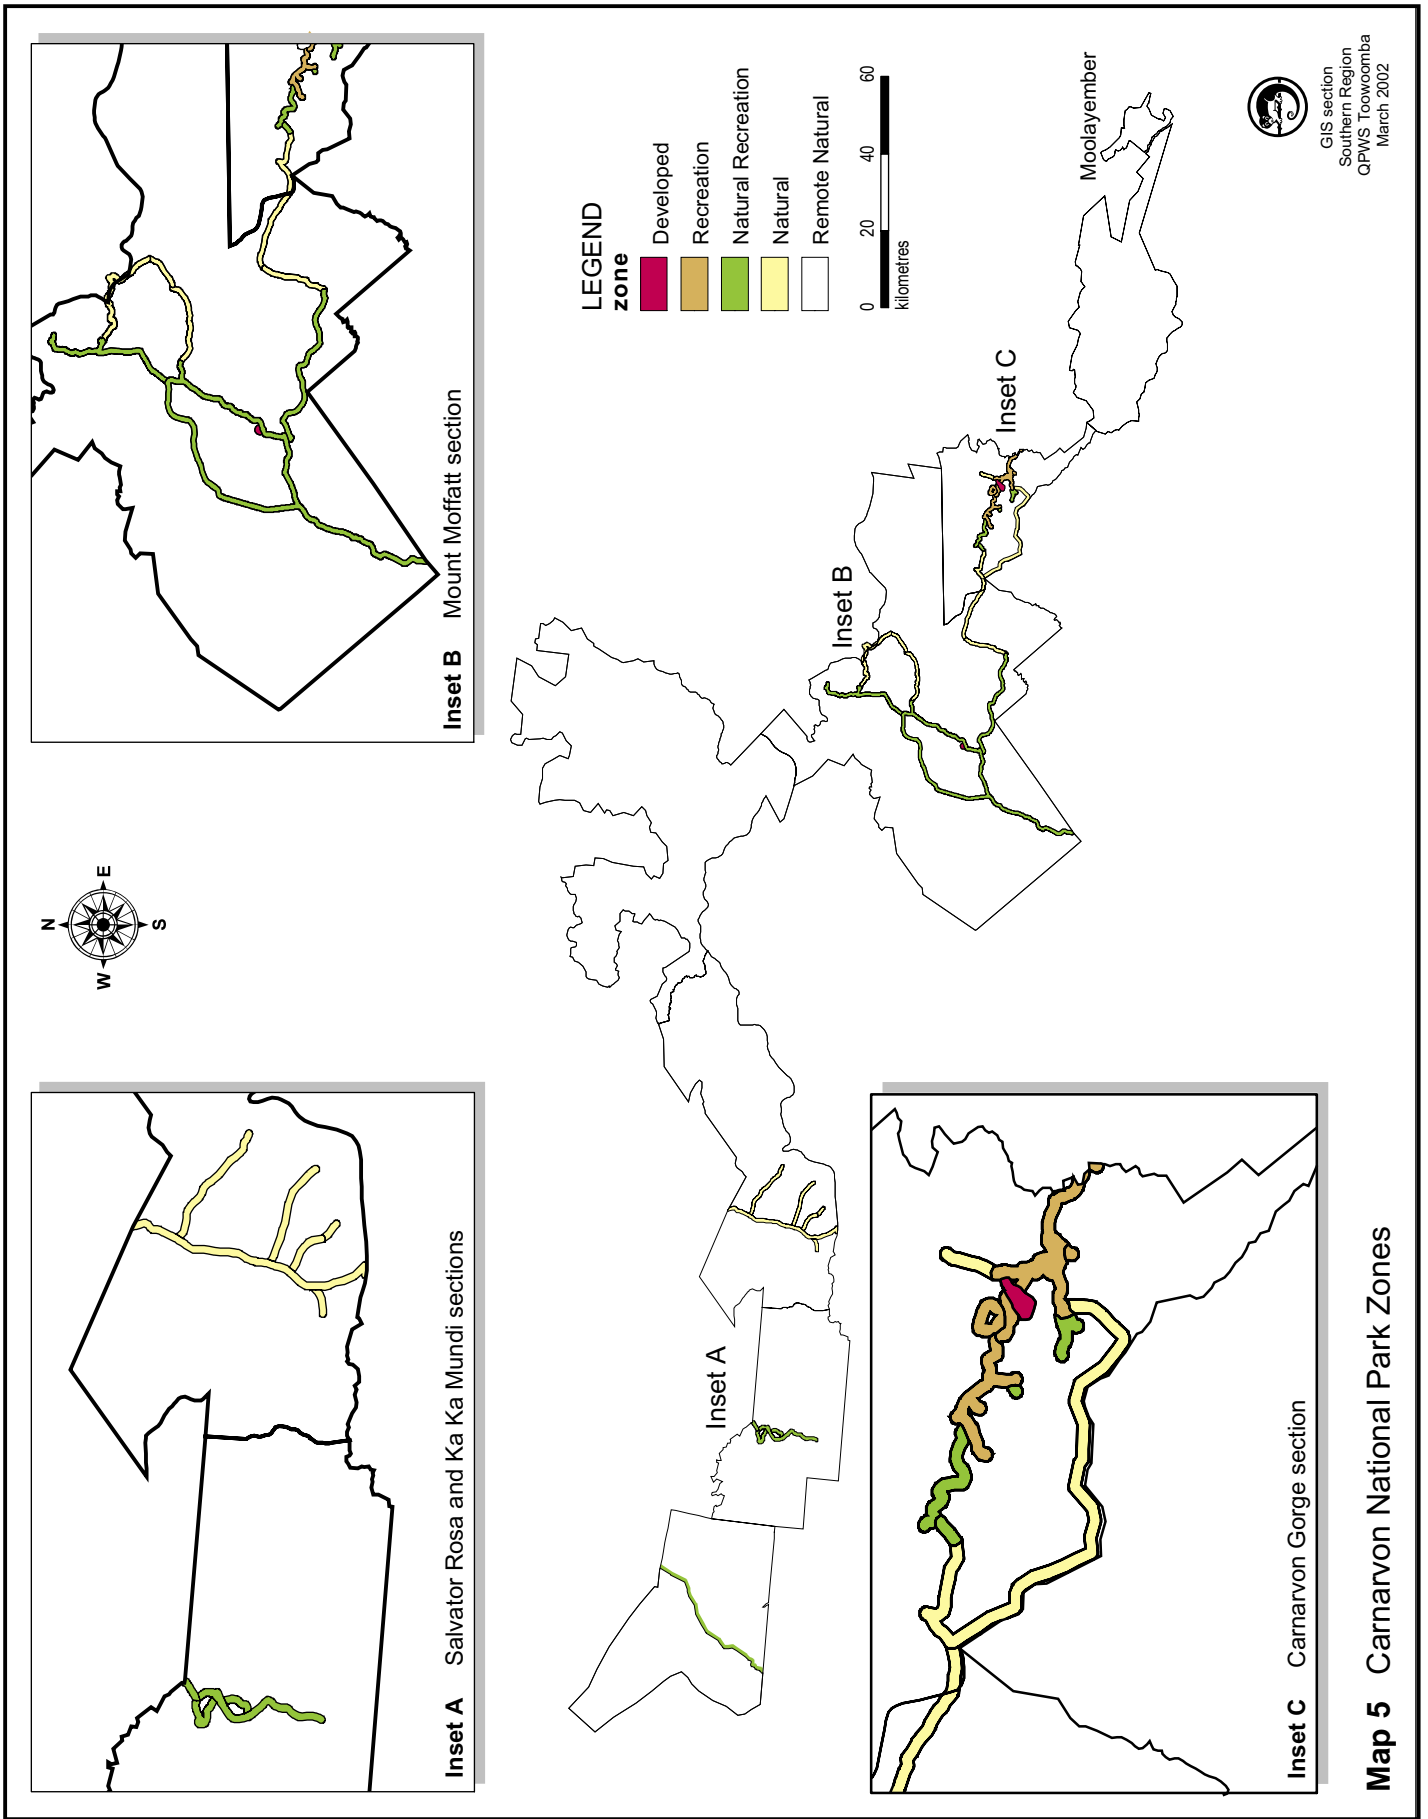 Inset A Salvator Rosa and Ka Ka Mundi sections
N
W
E
S
Inset B Mount Moffatt section
LEGEND
zone
Developed
Recreation
Natural Recreation
Natural
Remote Natural
0 20 40 60
kilometres
Inset A
Inset B
Inset C
Moolayember
Inset C Carnarvon Gorge section
GIS section
Southern Region
QPWS Toowoomba
March 2002
Map 5 Carnarvon National Park Zones